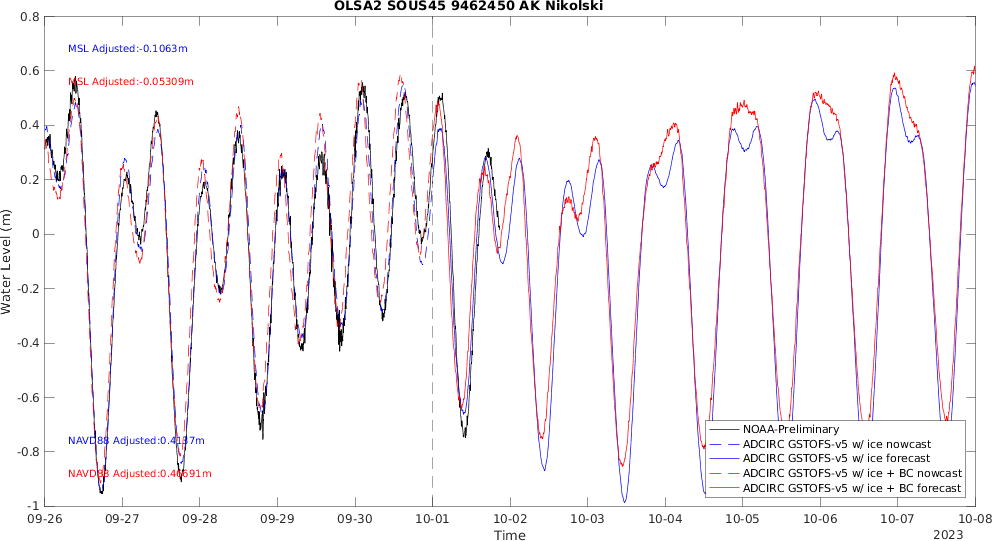 OLSA2 SOUS45 9462450 AK Nikolski
0.8
0.6
0.4
0.2
0
-0.2
-0.4
-0.6
-0.8
-1
Water Level (m)
MSL Adjusted:-0.1063m
MSL Adjusted:-0.05309m
NAVD88 Adjusted:0.4137m
NAVD88 Adjusted:0.46691m
NOAA-Preliminary
ADCIRC GSTOFS-v5 w/ ice nowcast
ADCIRC GSTOFS-v5 w/ ice forecast
ADCIRC GSTOFS-v5 w/ ice + BC nowcast
ADCIRC GSTOFS-v5 w/ ice + BC forecast
09-26 09-27 09-28 09-29 09-30 10-01 10-02 10-03 10-04 10-05 10-06 10-07 10-08
Time
2023